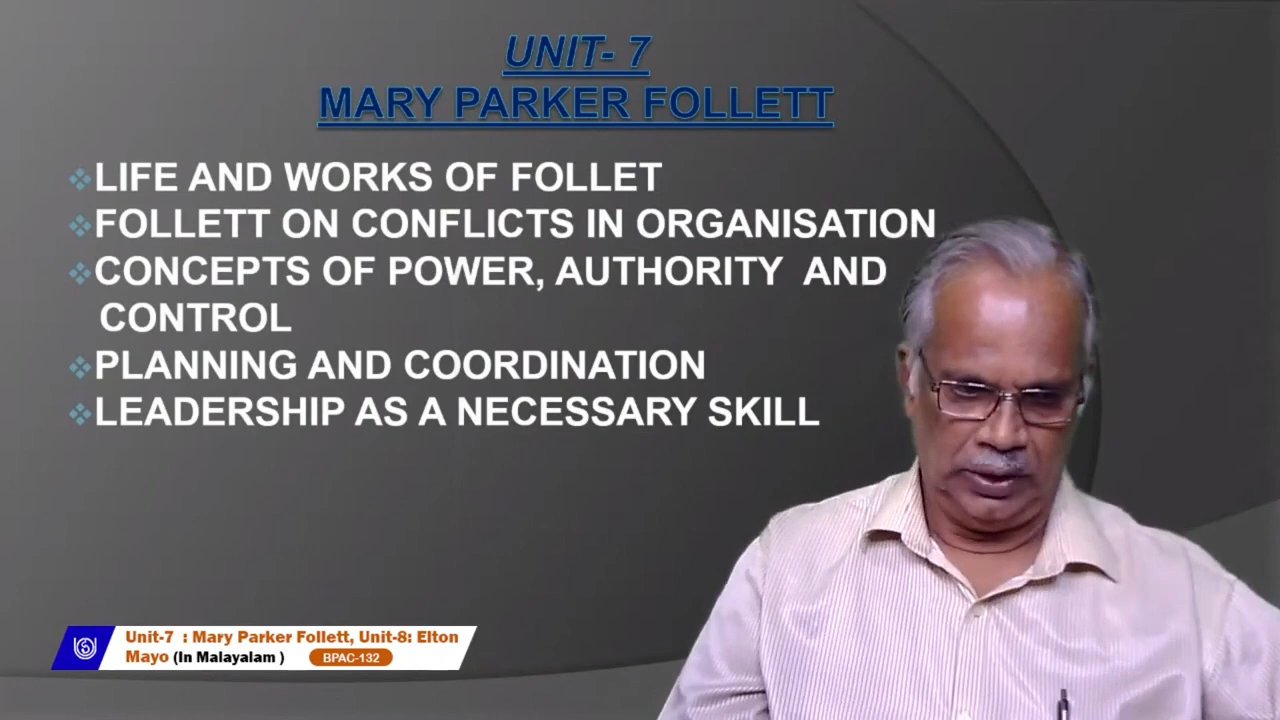 UNIT- 7
MARY PARKER FOLLETT
LIFE AND WORKS OF FOLLET
FOLLETT ON CONFLICTS IN ORGANISATION
CONCEPTS OF POWER, AUTHORITY AND
CONTROL
PLANNING AND COORDINATION
LEADERSHIP AS A NECESSARY SKILL
Unit-7 : Mary Parker Follett, Unit-8: Elton
Mayo (In Malayalam ) BPAC-132